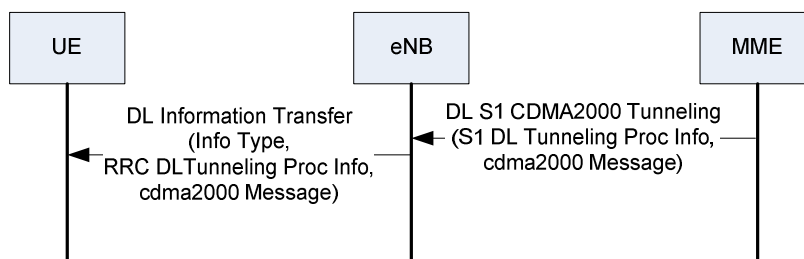 UE
eNB
MME
DL Information Transfer
(Info Type,
RRC DLTunneling Proc Info,
cdma2000 Message)
DL S1 CDMA2000 Tunneling
(S1 DL Tunneling Proc Info,
cdma2000 Message)